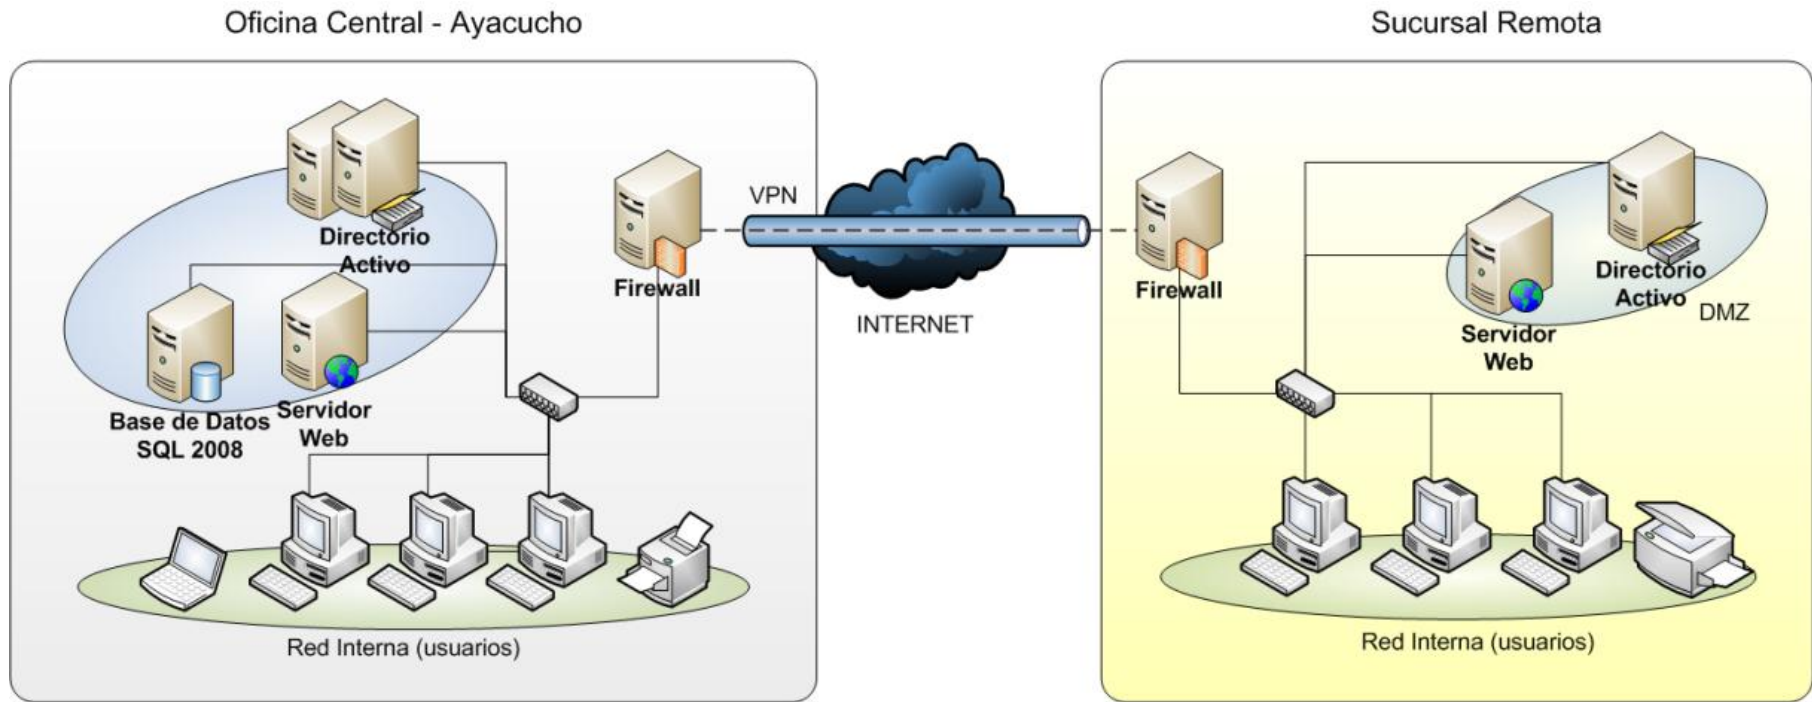 Oficina Central - Ayacucho
Sucursal Remota
Directorio
Activo
Base de Datos
SQL 2008
Servidor
Web
Firewall
VPN
INTERNET
Firewall
Directorio
Activo
DMZ
Servidor
Web
Red Interna (usuarios)
Red Interna (usuarios)